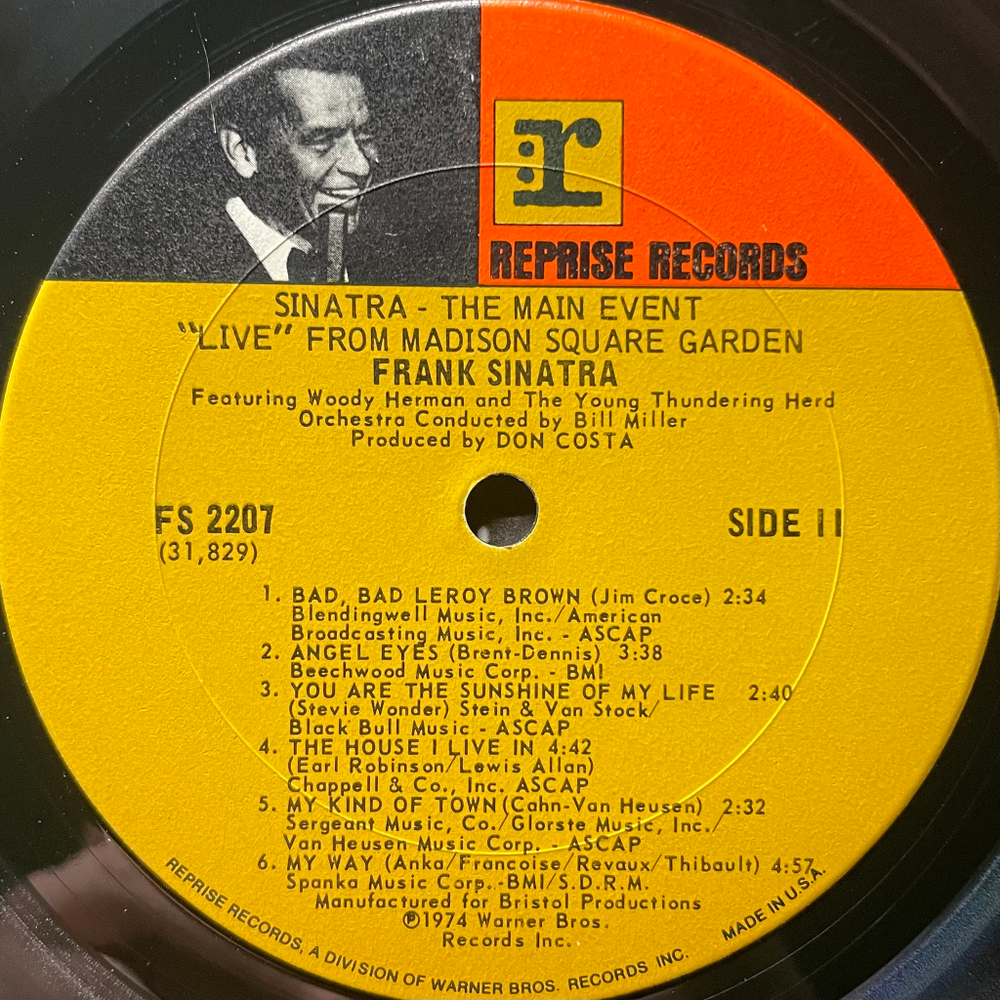 :r
REPRISE RECORDS
SINATRA - THE MAIN EVENT
"LIVE" FROM MADISON SQUARE GARDEN
FRANK SINATRA
Featuring Woody Herman and The Young Thundering Herd
Orchestra Conducted by Bill Miller
Produced by DON COSTA
FS 2207
(31,829)
SIDE II
1. BAD, BAD LEROY BROWN (Jim Croce) 2:34
Blendingwell Music, Inc./American
Broadcasting Music, Inc. - ASCAP
2. ANGEL EYES (Brent-Dennis) 3:38
Beechwood Music Corp. - BMI
3. YOU ARE THE SUNSHINE OF MY LIFE 2:40
(Stevie Wonder) Stein & Van Stock/
Black Bull Music - ASCAP
4. THE HOUSE I LIVE IN 4:42
(Earl Robinson/Lewis Allan)
Chappell & Co., Inc. ASCAP
5. MY KIND OF TOWN (Cahn-Van Heusen) 2:32
Sergeant Music, Co./Glorste Music, Inc./
Van Heusen Music Corp. - ASCAP
6. MY WAY (Anka/Francoise/Revaux/Thibault) 4:57
Spanka Music Corp.-BMI/S.D.R.M.
Manufactured for Bristol Productions
℗1974 Warner Bros.
Records Inc.
REPRISE RECORDS, A DIVISION OF WARNER BROS. RECORDS INC. MADE IN U.S.A.